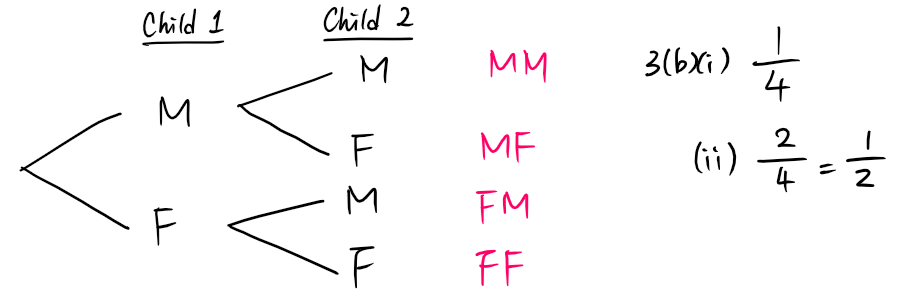 Child 1 Child 2
M MM 3(b)(i) 1/4
M
F MF (ii) 2/4 = 1/2
M FM
F
F FF